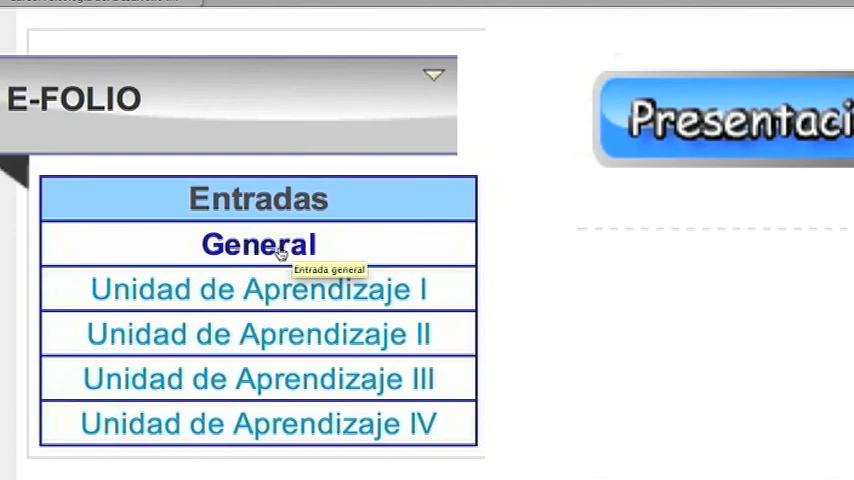 E-FOLIO
Entradas
General
Entrada general
Unidad de Aprendizaje I
Unidad de Aprendizaje II
Unidad de Aprendizaje III
Unidad de Aprendizaje IV